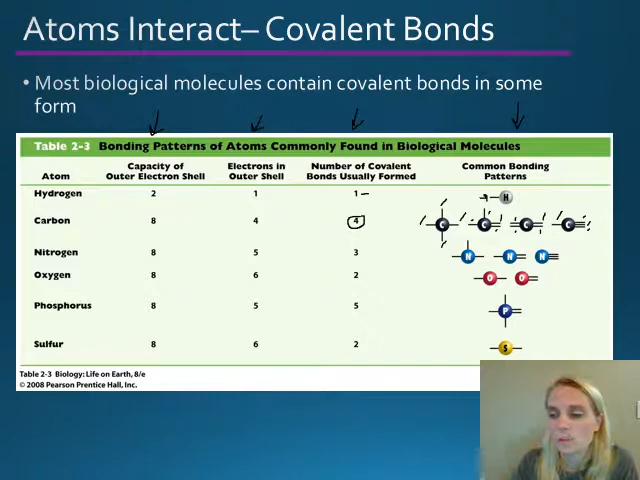 Atoms Interact– Covalent Bonds
• Most biological molecules contain covalent bonds in some
form
Table 2-3 Bonding Patterns of Atoms Commonly Found in Biological Molecules
Atom Capacity of Outer Electron Shell Electrons in Outer Shell Number of Covalent Bonds Usually Formed Common Bonding Patterns
Hydrogen 2 1 1 H
Carbon 8 4 4 C C C C
Nitrogen 8 5 3 N N N
Oxygen 8 6 2 O O
Phosphorus 8 5 5 P
Sulfur 8 6 2 S
Table 2-3 Biology: Life on Earth, 8/e
© 2008 Pearson Prentice Hall, Inc.